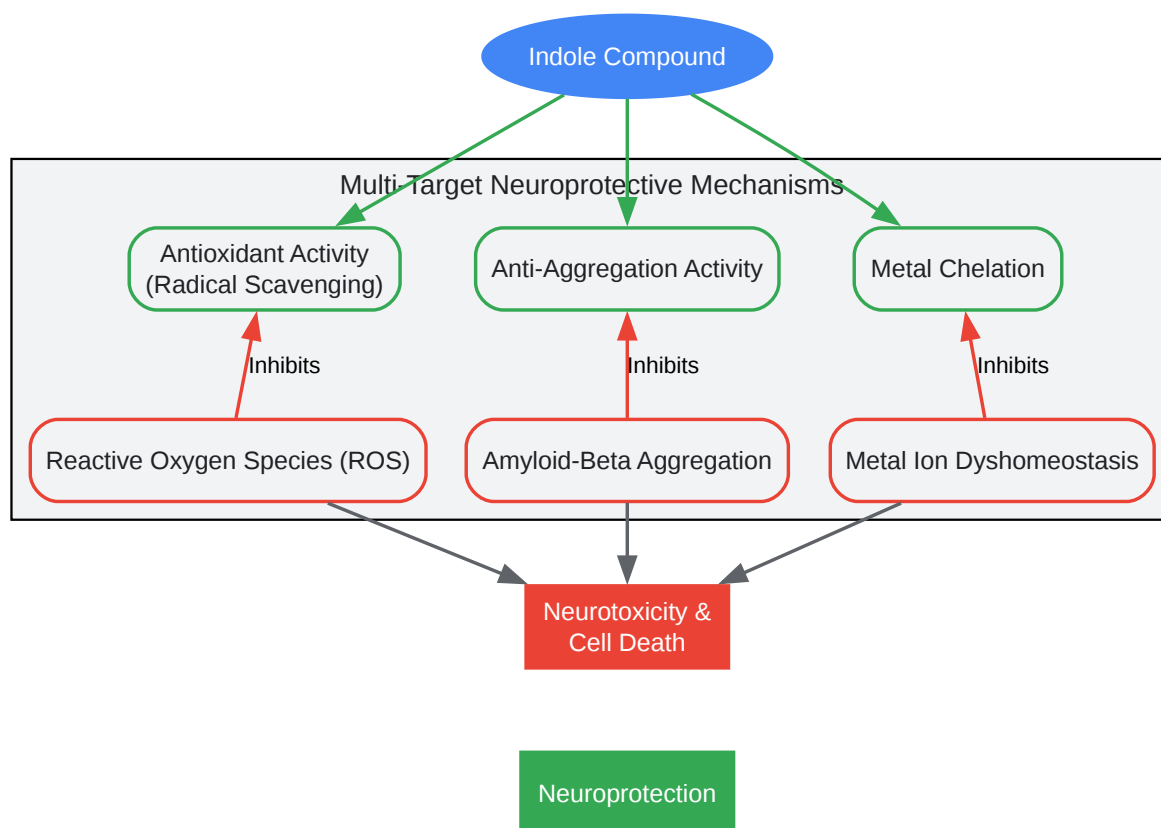 Indole Compound
Multi-Target Neuroprotective Mechanisms
Antioxidant Activity
(Radical Scavenging)
Anti-Aggregation Activity
Metal Chelation
Inhibits
Inhibits
Inhibits
Reactive Oxygen Species (ROS)
Amyloid-Beta Aggregation
Metal Ion Dyshomeostasis
Neurotoxicity &
Cell Death
Neuroprotection